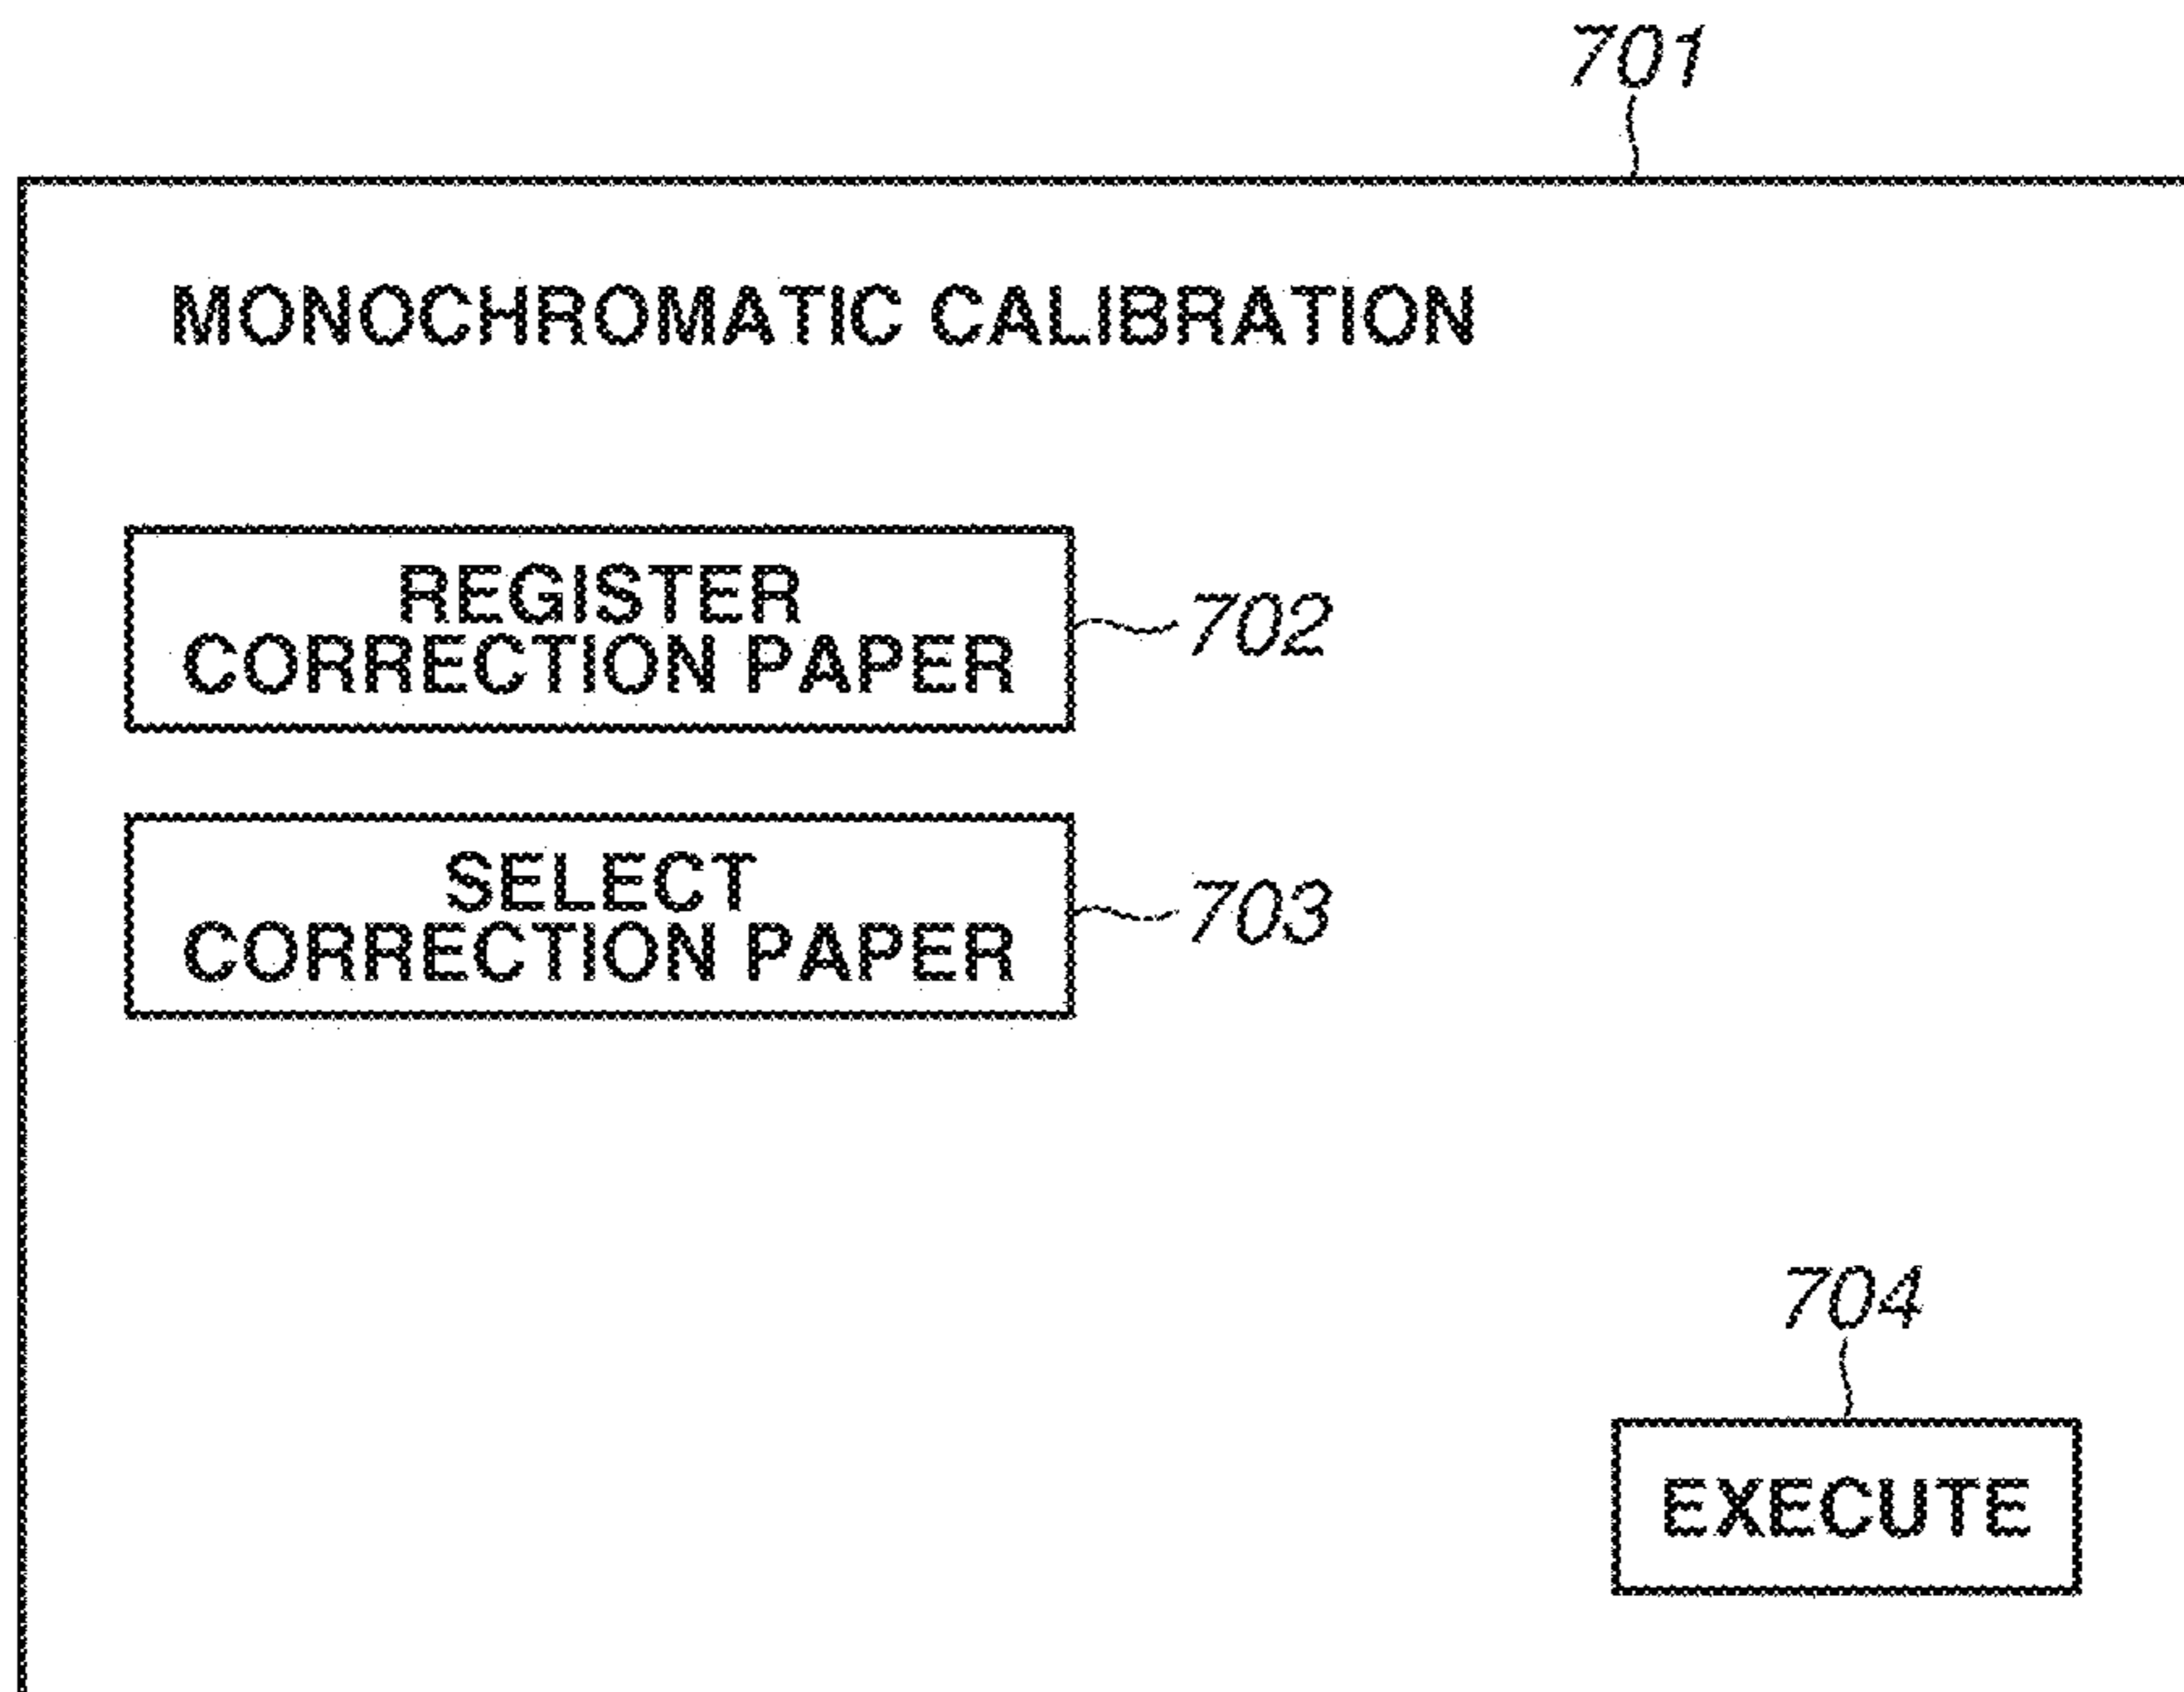 701
MONOCHROMATIC CALIBRATION
REGISTER
CORRECTION PAPER
702
SELECT
CORRECTION PAPER
703
704
EXECUTE